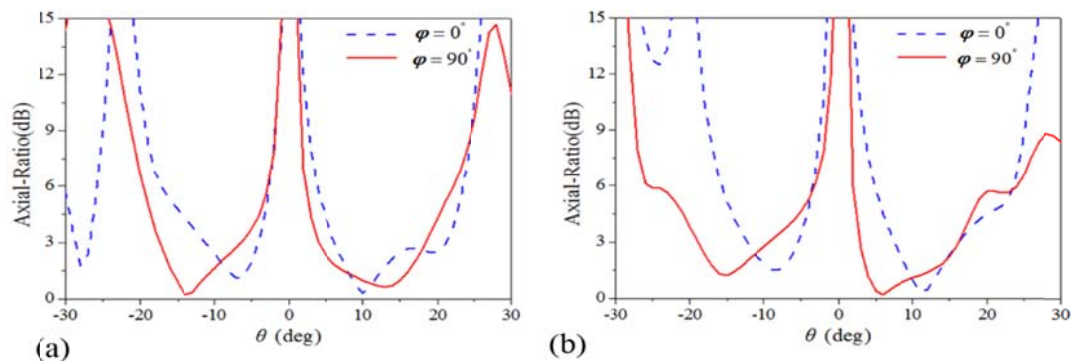 15
12
9
6
3
0
Axial-Ratio(dB)
φ = 0°
φ = 90°
-30 -20 -10 0 10 20 30
θ (deg)
(a)
15
12
9
6
3
0
Axial-Ratio(dB)
φ = 0°
φ = 90°
-30 -20 -10 0 10 20 30
θ (deg)
(b)